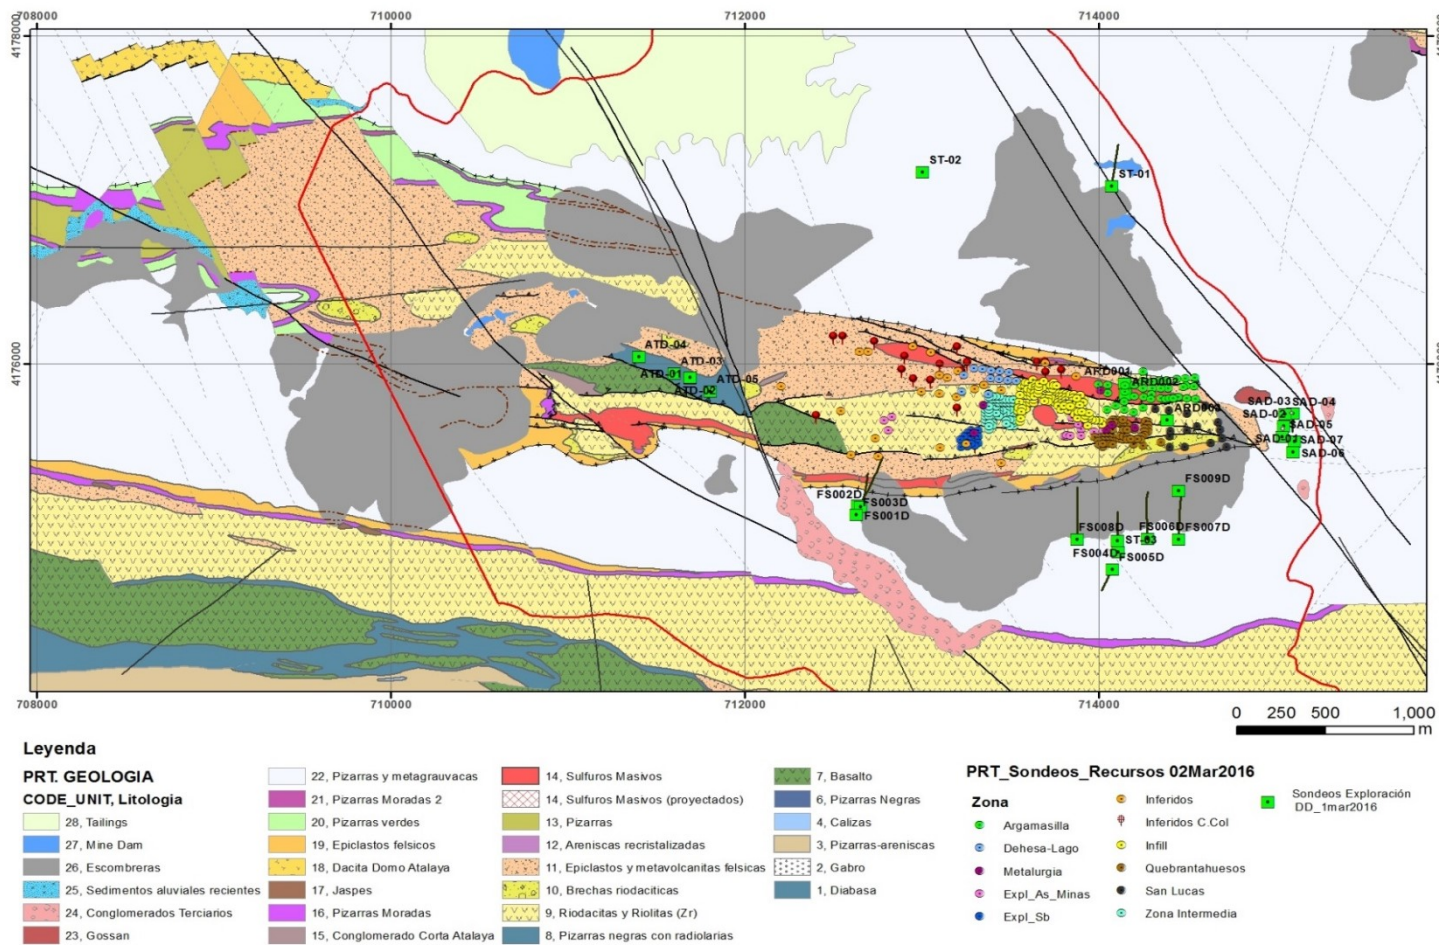 708000
710000
712000
714000
4178000
ST-02
ST-01
4176000
ATD-04
ATD-03
ATD-01
ATD-05
ATD-02
ARD001
ARD002
ARD003
SAD-03
SAD-04
SAD-02
SAD-05
SAD-01
SAD-07
SAD-06
FS009D
FS002D
FS003D
FS001D
FS008D
FS006D
FS007D
ST-03
FS004D
FS005D
708000
710000
712000
714000
0 250 500 1,000
m
Leyenda
PRT. GEOLOGIA
CODE_UNIT, Litologia
28, Tailings
27, Mine Dam
26, Escombreras
25, Sedimentos aluviales recientes
24, Conglomerados Terciarios
23, Gossan
22, Pizarras y metagrauvacas
21, Pizarras Moradas 2
20, Pizarras verdes
19, Epiclastos felsicos
18, Dacita Domo Atalaya
17, Jaspes
16, Pizarras Moradas
15, Conglomerado Corta Atalaya
14, Sulfuros Masivos
14, Sulfuros Masivos (proyectados)
13, Pizarras
12, Areniscas recristalizadas
11, Epiclastos y metavolcanitas felsicas
10, Brechas riodaciticas
9, Riodacitas y Riolitas (Zr)
8, Pizarras negras con radiolarias
7, Basalto
6, Pizarras Negras
4, Calizas
3, Pizarras-areniscas
2, Gabro
1, Diabasa
PRT_Sondeos_Recursos 02Mar2016
Zona
Argamasilla
Dehesa-Lago
Metalurgia
Expl_As_Minas
Expl_Sb
Inferidos
Inferidos C.Col
Infill
Quebrantahuesos
San Lucas
Zona Intermedia
Sondeos Exploración
DD_1mar2016